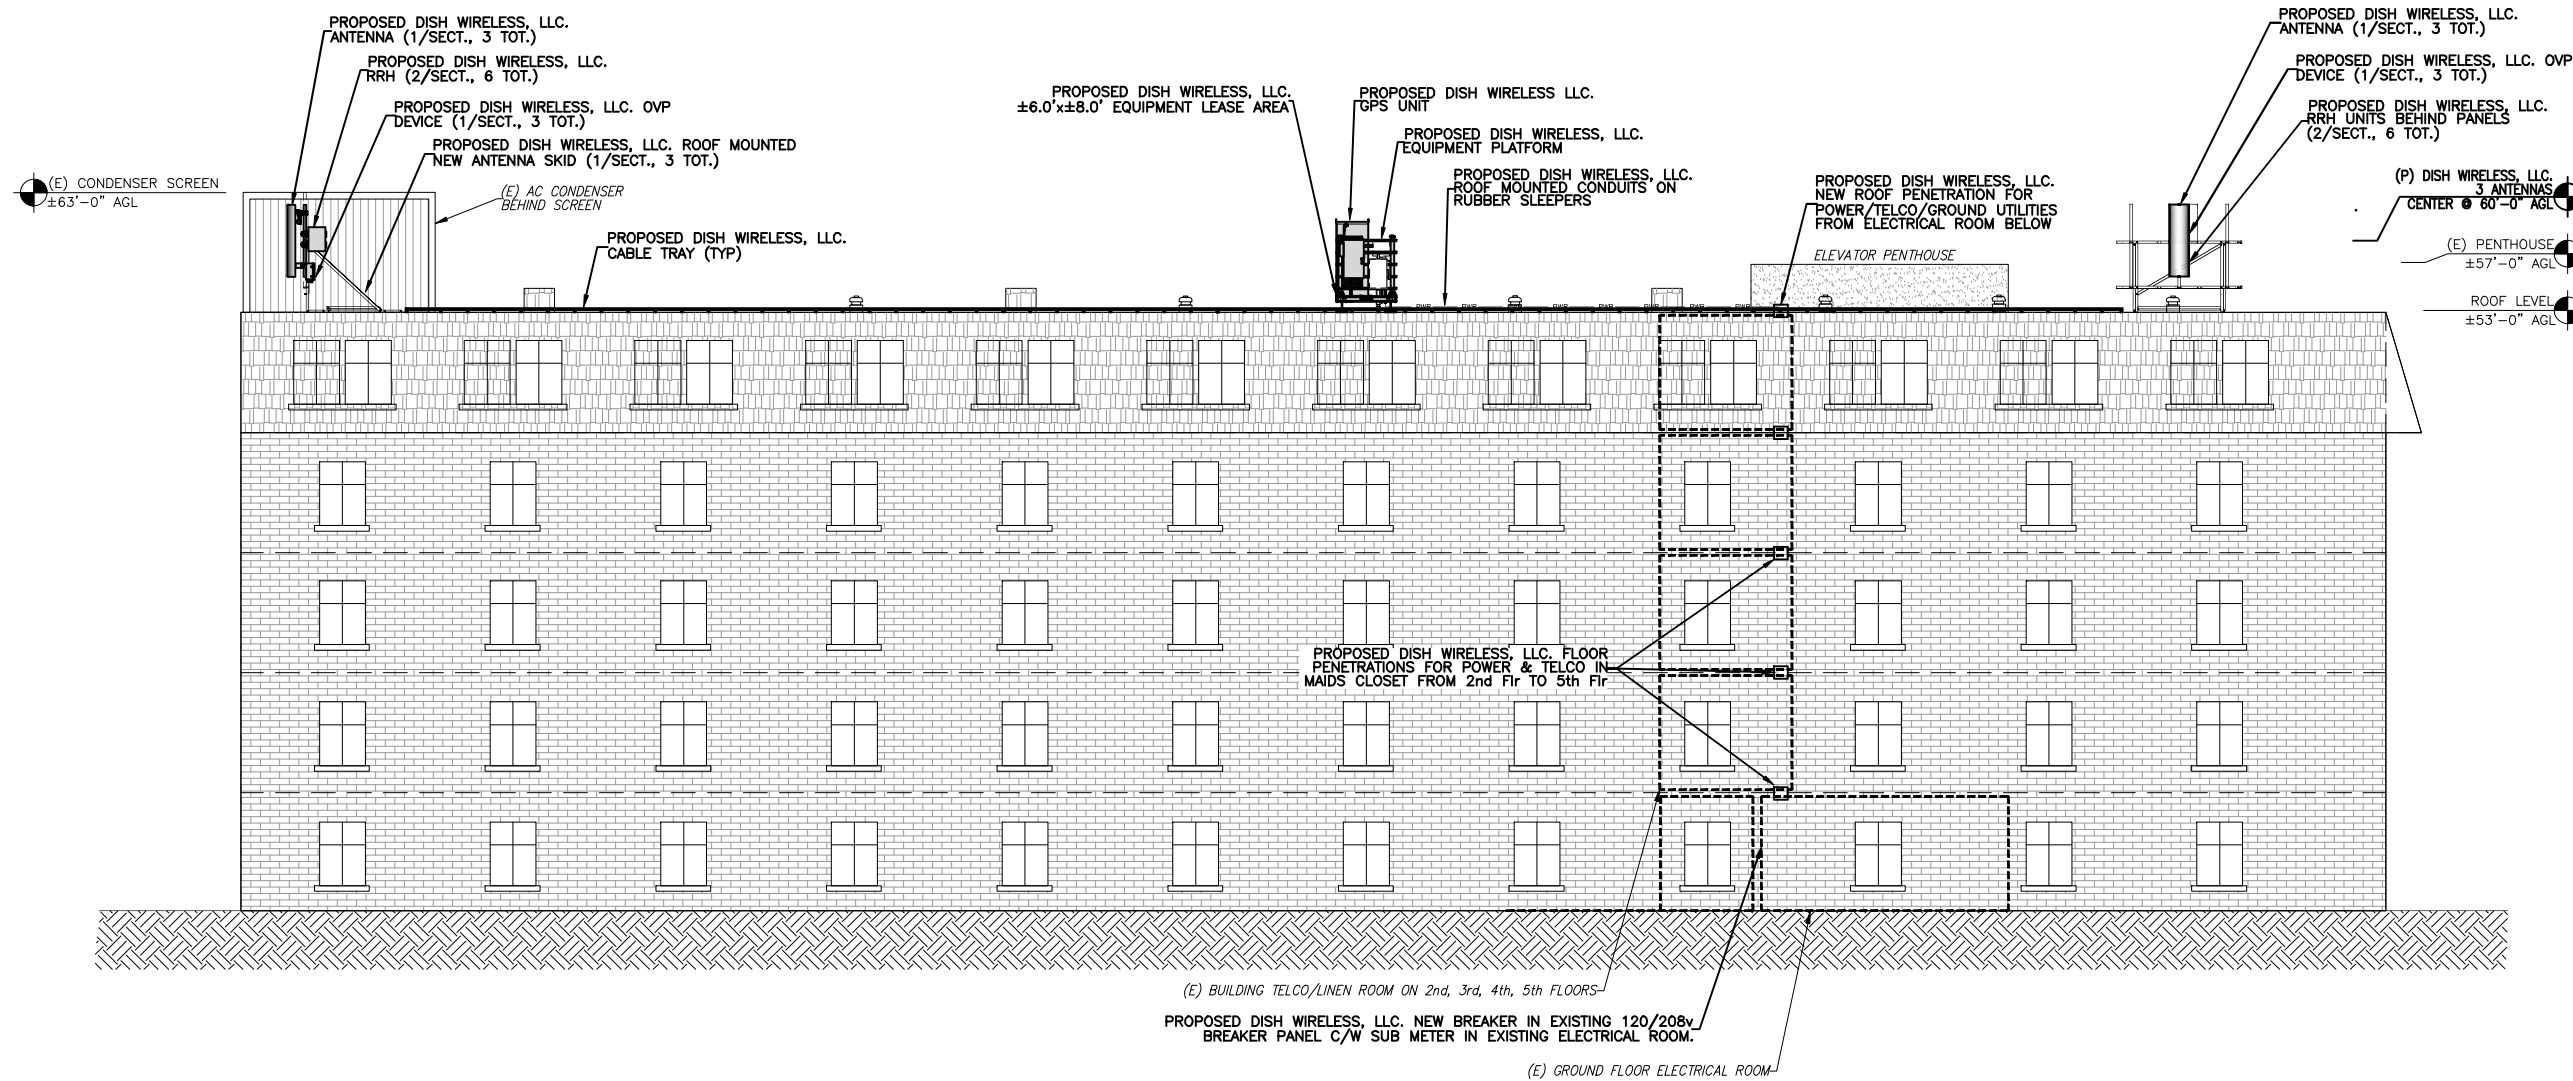 PROPOSED DISH WIRELESS, LLC.
ANTENNA (1/SECT., 3 TOT.)
PROPOSED DISH WIRELESS, LLC.
RRH (2/SECT., 6 TOT.)
PROPOSED DISH WIRELESS, LLC. OVP
DEVICE (1/SECT., 3 TOT.)
PROPOSED DISH WIRELESS, LLC. ROOF MOUNTED
NEW ANTENNA SKID (1/SECT., 3 TOT.)
(E) CONDENSER SCREEN
±63'-0" AGL
(E) AC CONDENSER
BEHIND SCREEN
PROPOSED DISH WIRELESS, LLC.
CABLE TRAY (TYP)
PROPOSED DISH WIRELESS, LLC.
±6.0'x±8.0' EQUIPMENT LEASE AREA
PROPOSED DISH WIRELESS LLC.
GPS UNIT
PROPOSED DISH WIRELESS, LLC.
EQUIPMENT PLATFORM
PROPOSED DISH WIRELESS, LLC.
ROOF MOUNTED CONDUITS ON
RUBBER SLEEPERS
PROPOSED DISH WIRELESS, LLC.
NEW ROOF PENETRATION FOR
POWER/TELCO/GROUND UTILITIES
FROM ELECTRICAL ROOM BELOW
ELEVATOR PENTHOUSE
PROPOSED DISH WIRELESS, LLC.
ANTENNA (1/SECT., 3 TOT.)
PROPOSED DISH WIRELESS, LLC. OVP
DEVICE (1/SECT., 3 TOT.)
PROPOSED DISH WIRELESS, LLC.
RRH UNITS BEHIND PANELS
(2/SECT., 6 TOT.)
(P) DISH WIRELESS, LLC.
3 ANTENNAS
CENTER @ 60'-0" AGL
(E) PENTHOUSE
±57'-0" AGL
ROOF LEVEL
±53'-0" AGL
PROPOSED DISH WIRELESS, LLC. FLOOR
PENETRATIONS FOR POWER & TELCO IN
MAIDS CLOSET FROM 2nd Flr TO 5th Flr
(E) BUILDING TELCO/LINEN ROOM ON 2nd, 3rd, 4th, 5th FLOORS
PROPOSED DISH WIRELESS, LLC. NEW BREAKER IN EXISTING 120/208v
BREAKER PANEL C/W SUB METER IN EXISTING ELECTRICAL ROOM.
(E) GROUND FLOOR ELECTRICAL ROOM